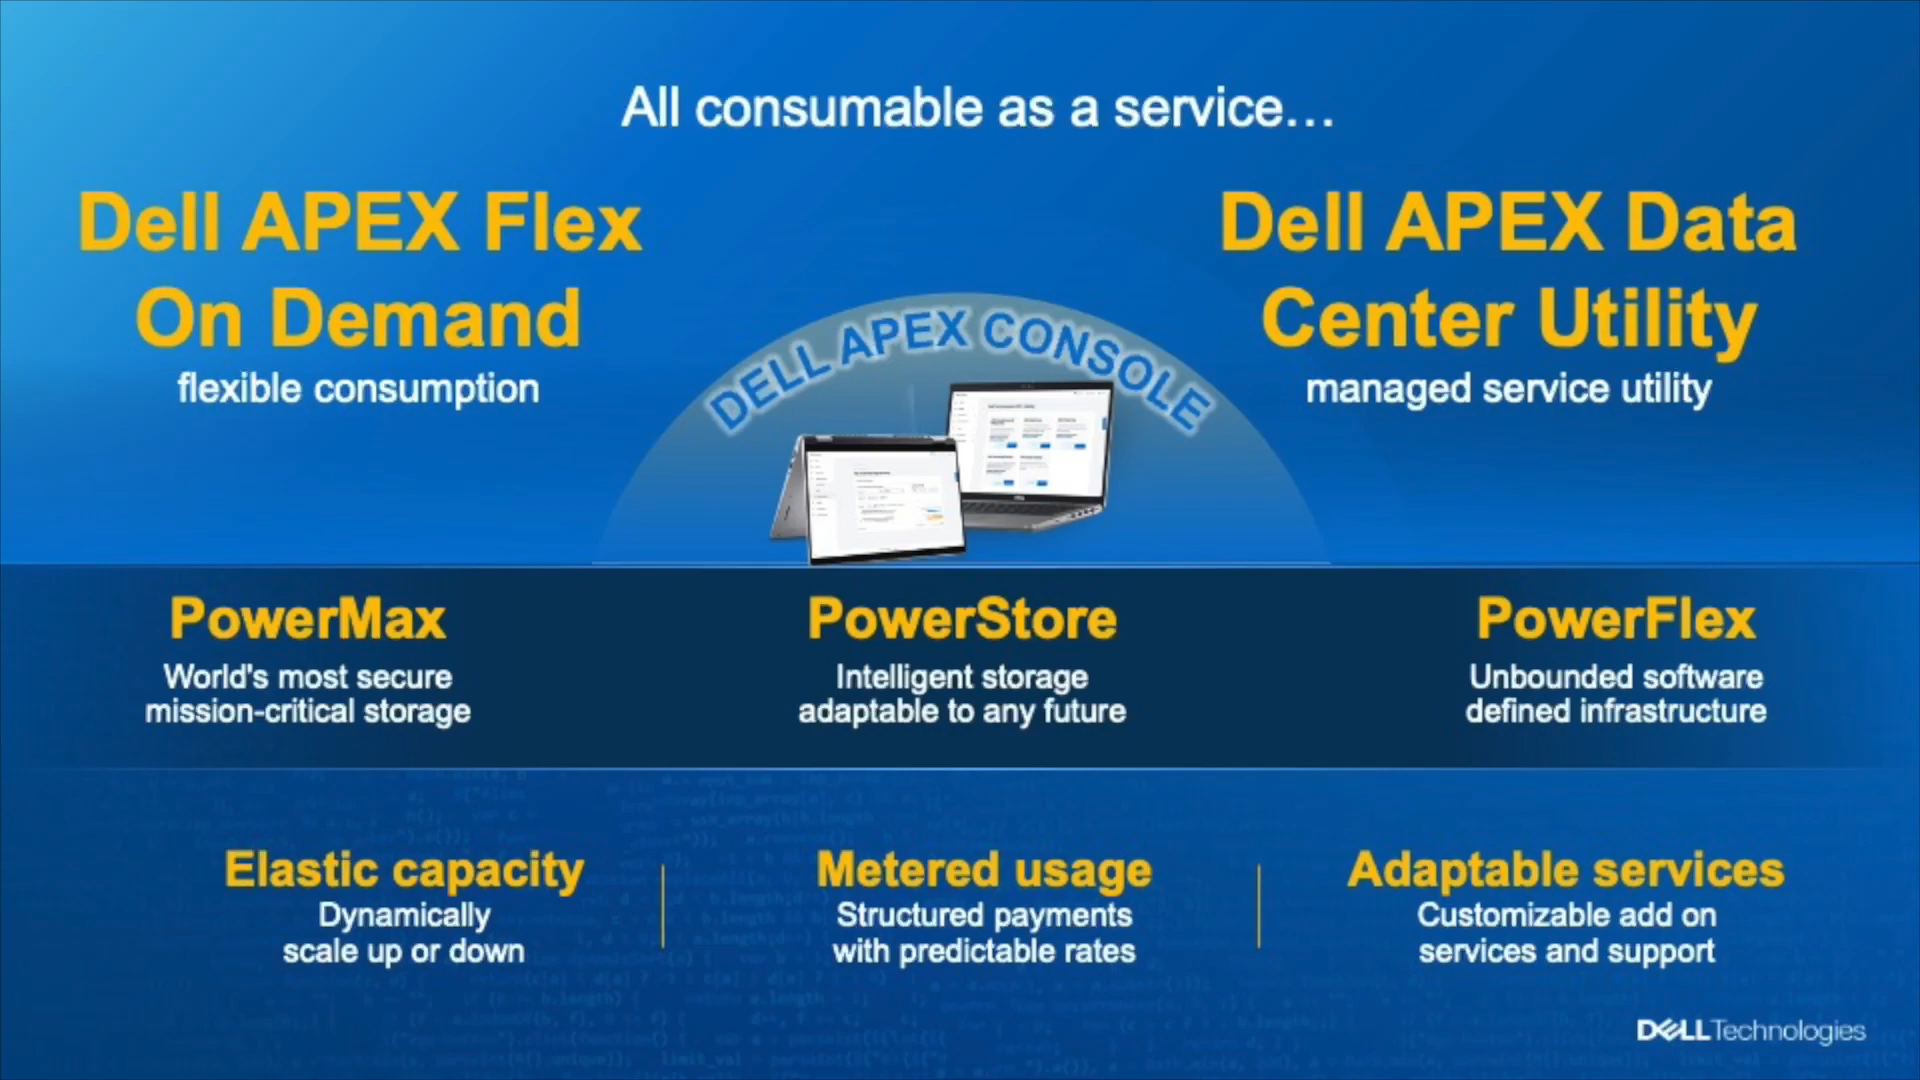 All consumable as a service...
Dell APEX Flex
On Demand
flexible consumption
Dell APEX Data
Center Utility
managed service utility
DELL APEX CONSOLE
PowerMax
World's most secure
mission-critical storage
PowerStore
Intelligent storage
adaptable to any future
PowerFlex
Unbounded software
defined infrastructure
Elastic capacity
Dynamically
scale up or down
Metered usage
Structured payments
with predictable rates
Adaptable services
Customizable add on
services and support
DELL Technologies